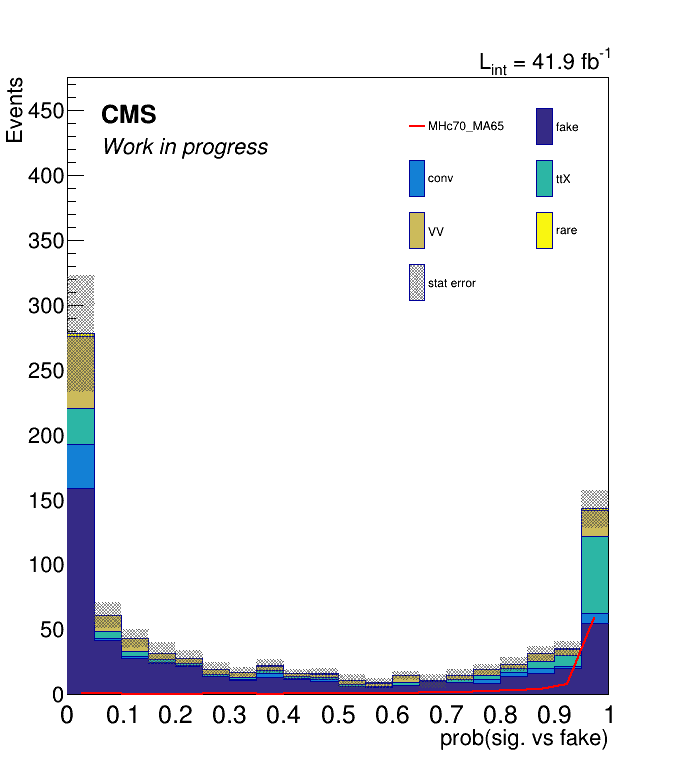 L_int = 41.9 fb^-1
Events
CMS
Work in progress
MHc70_MA65
fake
conv
ttX
VV
rare
stat error
450
400
350
300
250
200
150
100
50
0
0 0.1 0.2 0.3 0.4 0.5 0.6 0.7 0.8 0.9 1
prob(sig. vs fake)